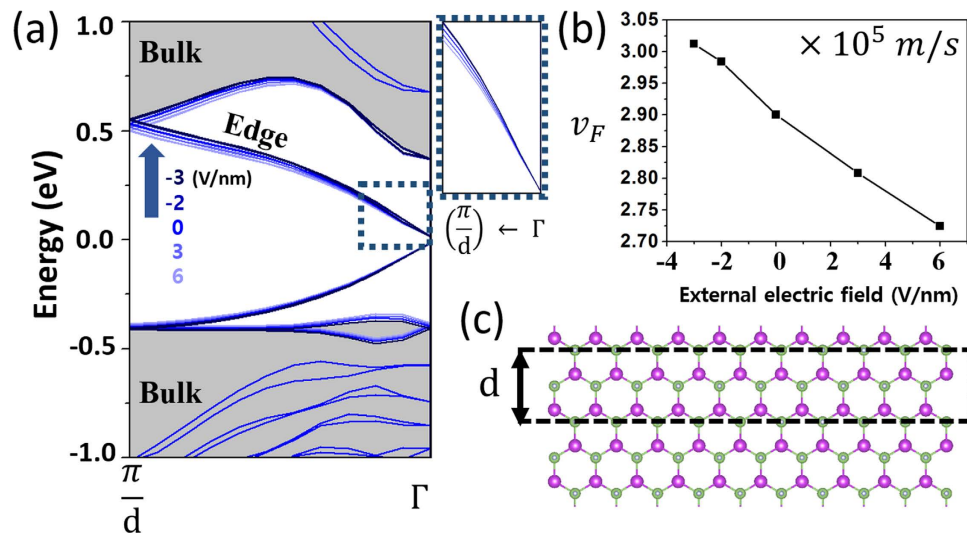 (a)
Bulk
Edge
-3 (V/nm)
-2
0
3
6
Bulk
Energy (eV)
1.0
0.5
0.0
-0.5
-1.0
π/d
Γ
(π/d) ← Γ
(b)
× 10⁵ m/s
v_F
3.05
3.00
2.95
2.90
2.85
2.80
2.75
2.70
-4
-2
0
2
4
6
External electric field (V/nm)
(c)
d